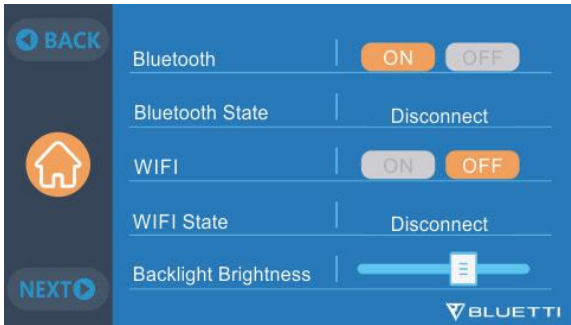 BACK
Bluetooth ON OFF
Bluetooth State Disconnect
WIFI ON OFF
WIFI State Disconnect
Backlight Brightness
NEXT
BLUETTI